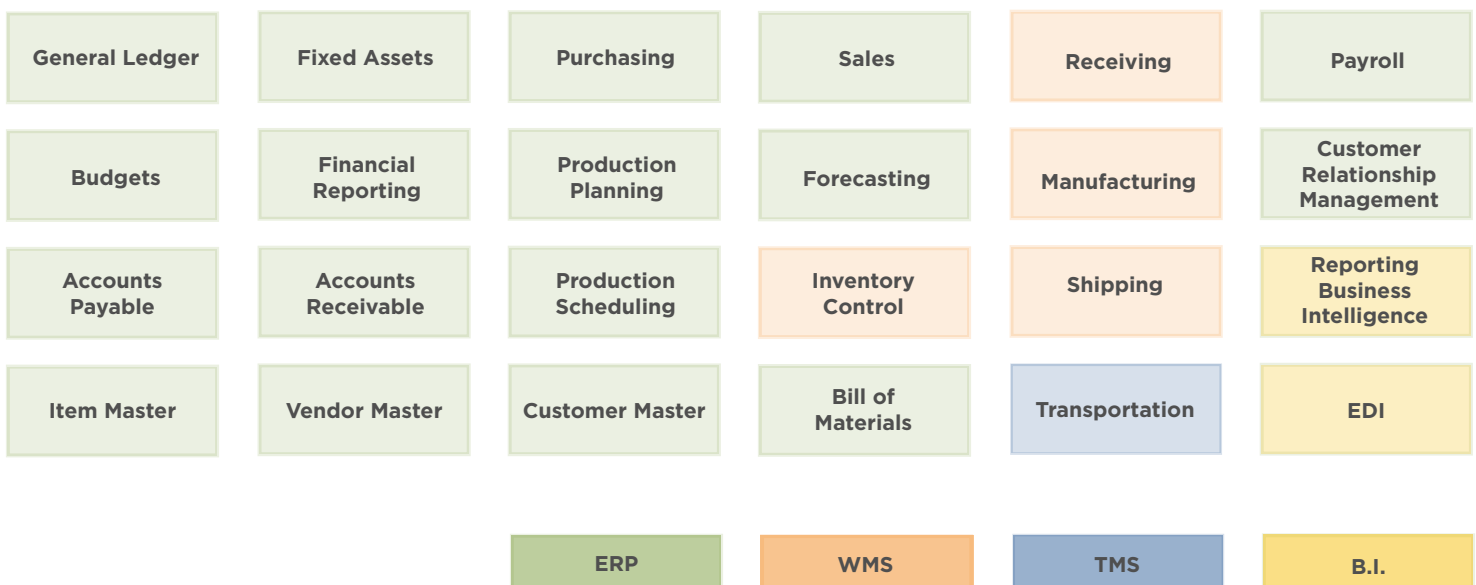 General Ledger
Fixed Assets
Purchasing
Sales
Receiving
Payroll
Budgets
Financial
Reporting
Production
Planning
Forecasting
Manufacturing
Customer
Relationship
Management
Accounts
Payable
Accounts
Receivable
Production
Scheduling
Inventory
Control
Shipping
Reporting
Business
Intelligence
Item Master
Vendor Master
Customer Master
Bill of
Materials
Transportation
EDI
ERP
WMS
TMS
B.I.